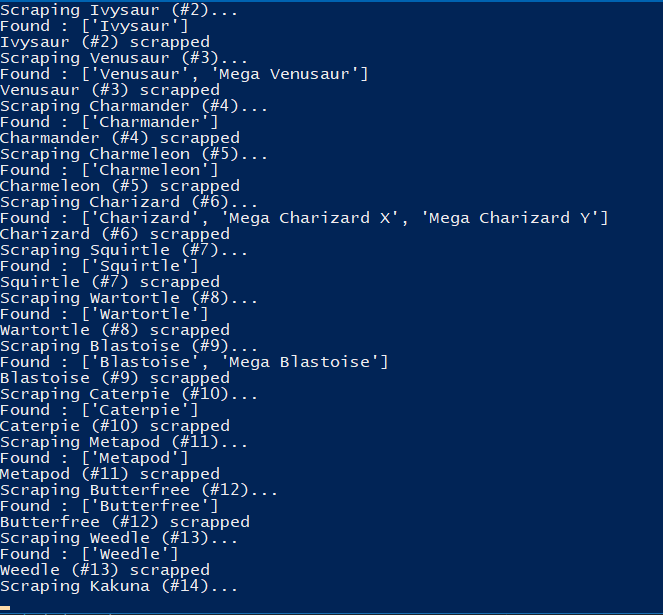 Scraping Ivysaur (#2)...
Found : ['Ivysaur']
Ivysaur (#2) scrapped
Scraping Venusaur (#3)...
Found : ['Venusaur', 'Mega Venusaur']
Venusaur (#3) scrapped
Scraping Charmander (#4)...
Found : ['Charmander']
Charmander (#4) scrapped
Scraping Charmeleon (#5)...
Found : ['Charmeleon']
Charmeleon (#5) scrapped
Scraping Charizard (#6)...
Found : ['Charizard', 'Mega Charizard X', 'Mega Charizard Y']
Charizard (#6) scrapped
Scraping Squirtle (#7)...
Found : ['Squirtle']
Squirtle (#7) scrapped
Scraping Wartortle (#8)...
Found : ['Wartortle']
Wartortle (#8) scrapped
Scraping Blastoise (#9)...
Found : ['Blastoise', 'Mega Blastoise']
Blastoise (#9) scrapped
Scraping Caterpie (#10)...
Found : ['Caterpie']
Caterpie (#10) scrapped
Scraping Metapod (#11)...
Found : ['Metapod']
Metapod (#11) scrapped
Scraping Butterfree (#12)...
Found : ['Butterfree']
Butterfree (#12) scrapped
Scraping Weedle (#13)...
Found : ['Weedle']
Weedle (#13) scrapped
Scraping Kakuna (#14)...